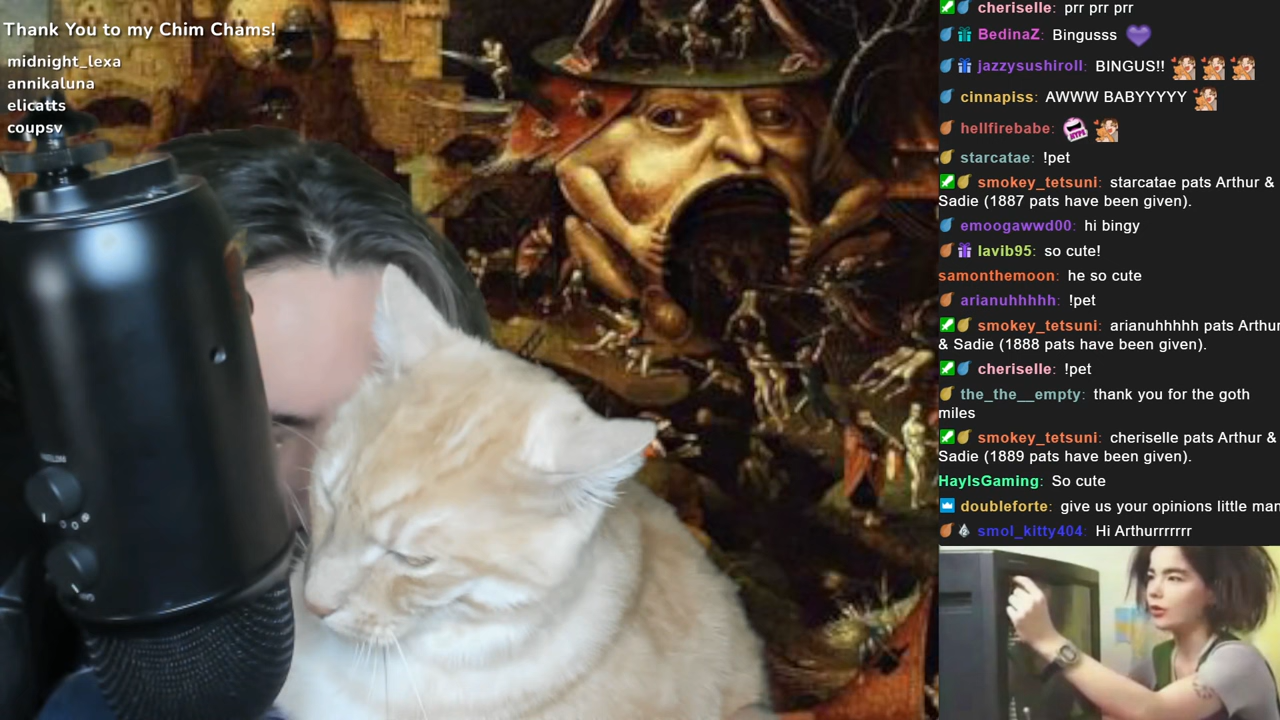 Thank You to my Chim Chams!
midnight_lexa
annikaluna
elicatts
coupsv
cheriselle: prr prr prr
BedinaZ: Bingusss
jazzysushiroll: BINGUS!!
cinnapiss: AWWW BABYYYYY
hellfirebabe:
starcatae: !pet
smokey_tetsuni: starcatae pats Arthur &
Sadie (1887 pats have been given).
emoogawwd00: hi bingy
lavib95: so cute!
samonthemoon: he so cute
arianuhhhhh: !pet
smokey_tetsuni: arianuhhhhh pats Arthur
& Sadie (1888 pats have been given).
cheriselle: !pet
the_the__empty: thank you for the goth
miles
smokey_tetsuni: cheriselle pats Arthur &
Sadie (1889 pats have been given).
HayIsGaming: So cute
doubleforte: give us your opinions little man
smol_kitty404: Hi Arthurrrrrrr